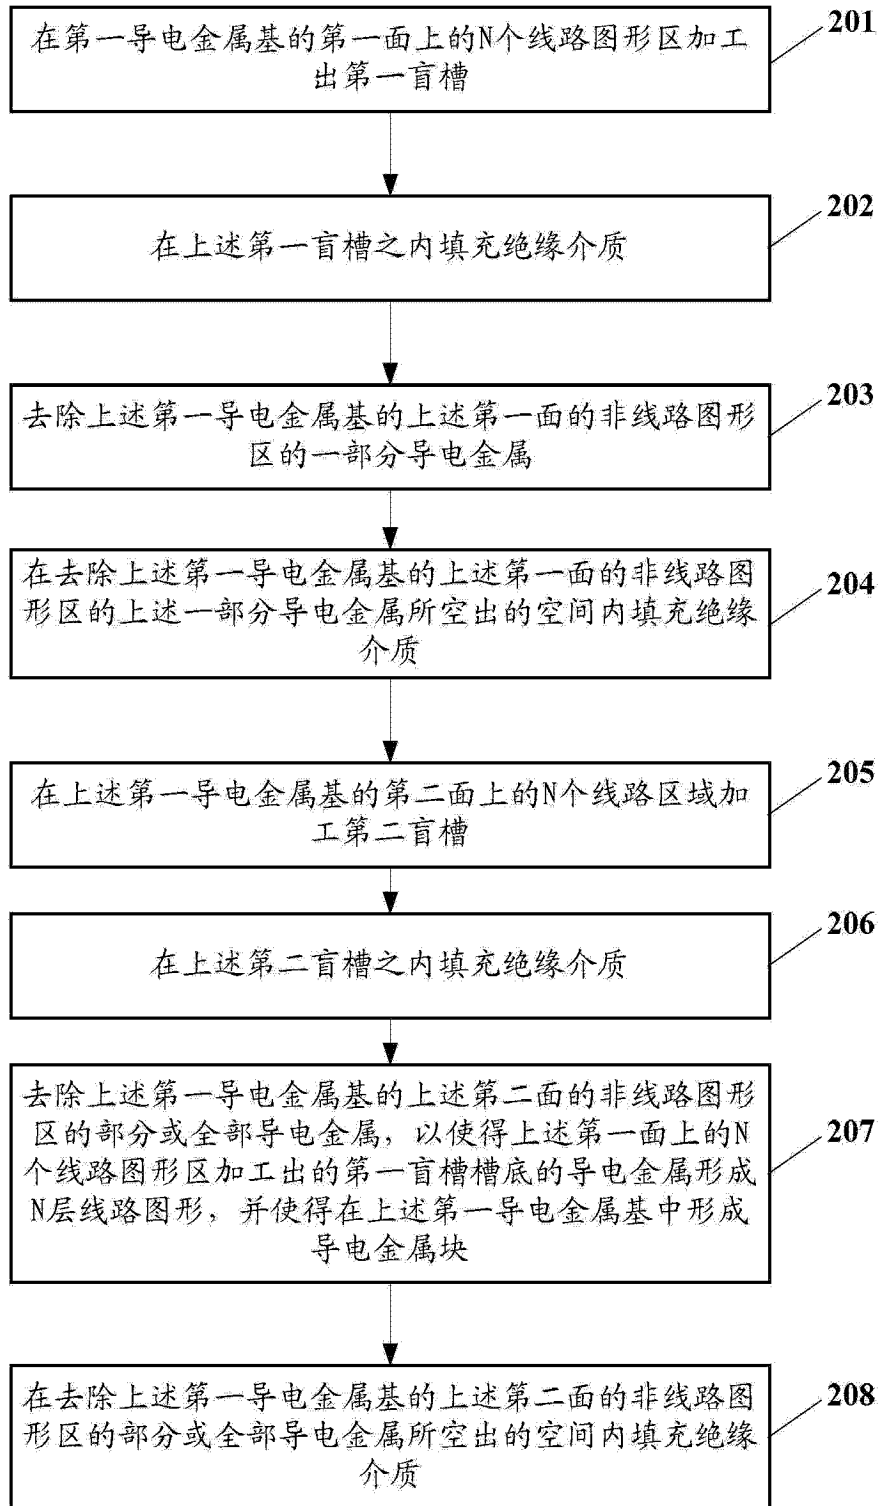 在第一导电金属基的第一面上的N个线路图形区加工
出第一盲槽
201
在上述第一盲槽之内填充绝缘介质
202
去除上述第一导电金属基的上述第一面的非线路图形
区的一部分导电金属
203
在去除上述第一导电金属基的上述第一面的非线路图
形区的上述一部分导电金属所空出的空间内填充绝缘
介质
204
在上述第一导电金属基的第二面上的N个线路区域加
工第二盲槽
205
在上述第二盲槽之内填充绝缘介质
206
去除上述第一导电金属基的上述第二面的非线路图形
区的部分或全部导电金属，以使得上述第一面上的N
个线路图形区加工出的第一盲槽槽底的导电金属形成
N层线路图形，并使得在上述第一导电金属基中形成
导电金属块
207
在去除上述第一导电金属基的上述第二面的非线路图
形区的部分或全部导电金属所空出的空间内填充绝缘
介质
208